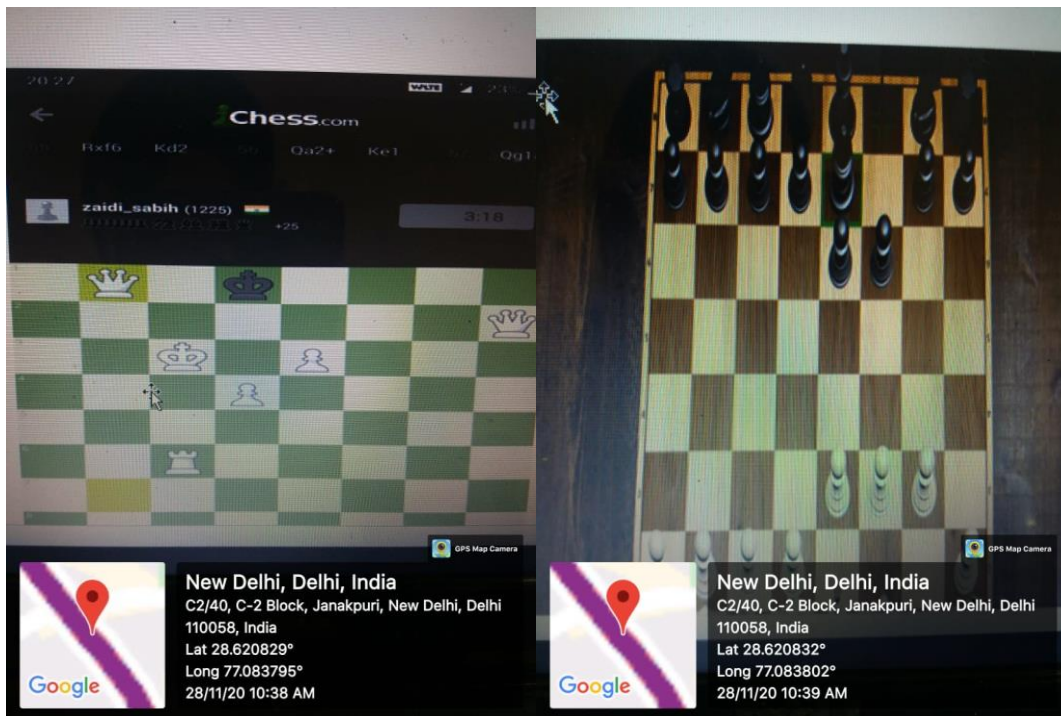 20:27
VoLTE
23%
Chess.com
Rxf6 Kd2 Qa2+ Ke1
zaidi_sabih (1225)
+25
3:18
GPS Map Camera
New Delhi, Delhi, India
C2/40, C-2 Block, Janakpuri, New Delhi, Delhi
110058, India
Lat 28.620829°
Long 77.083795°
28/11/20 10:38 AM
Google
GPS Map Camera
New Delhi, Delhi, India
C2/40, C-2 Block, Janakpuri, New Delhi, Delhi
110058, India
Lat 28.620832°
Long 77.083802°
28/11/20 10:39 AM
Google